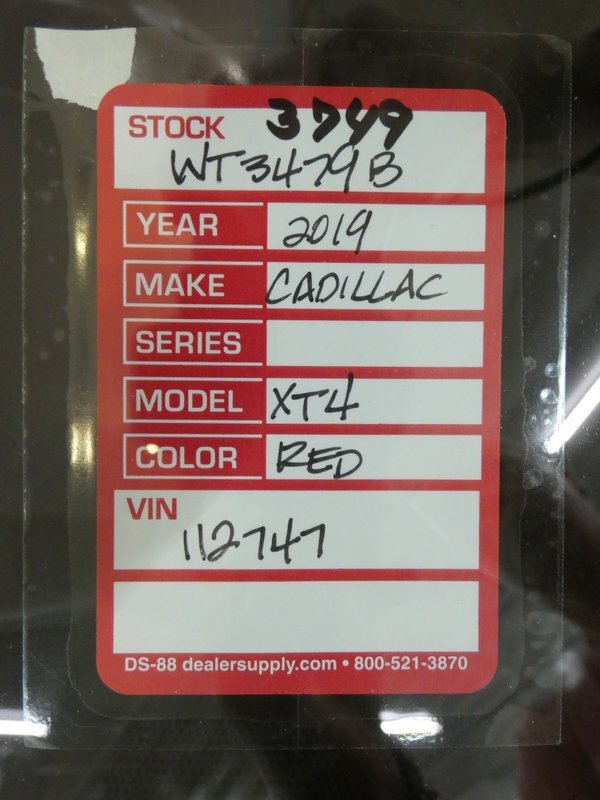 STOCK 3749
WT3479B
YEAR 2019
MAKE CADILLAC
SERIES
MODEL XT4
COLOR RED
VIN
112747
DS-88 dealersupply.com • 800-521-3870